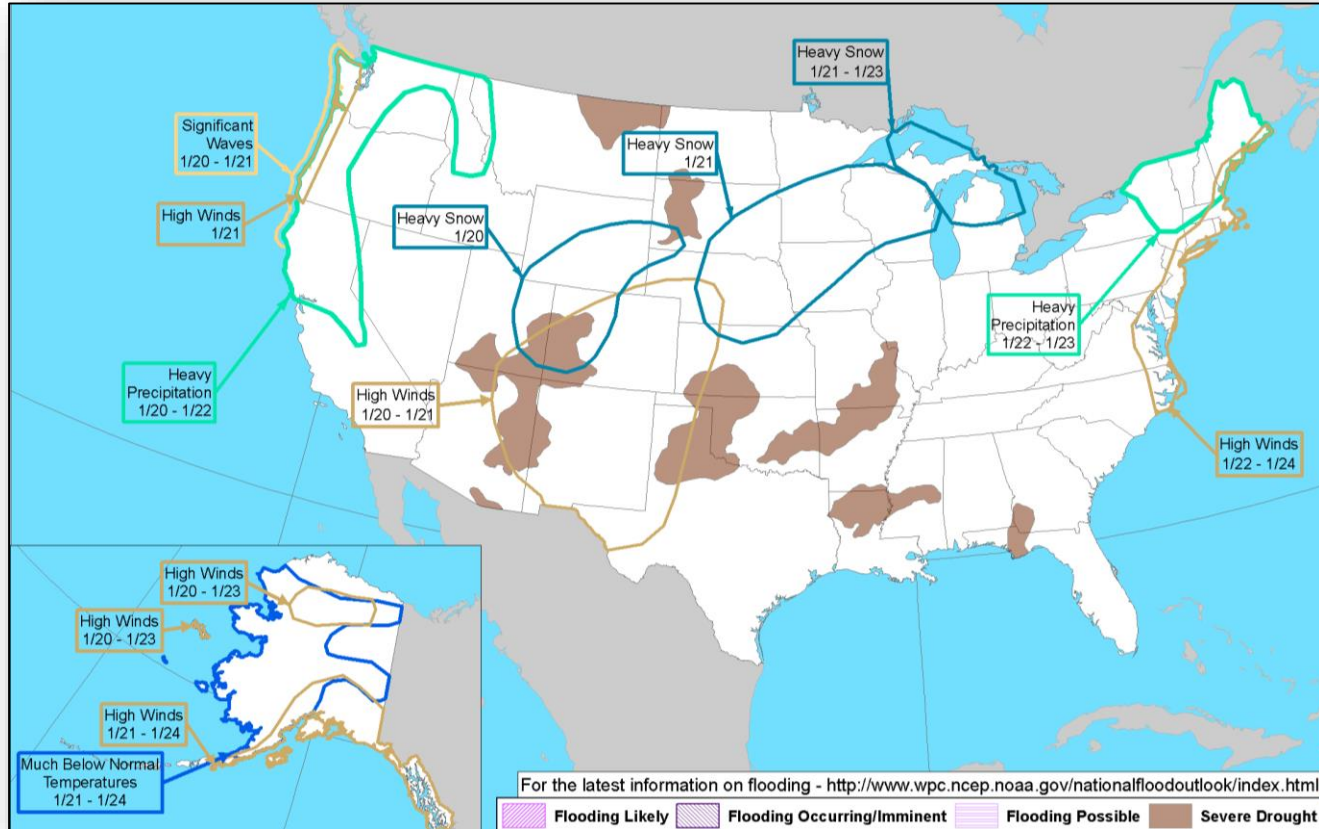 Heavy Snow
1/21 - 1/23
Significant
Waves
1/20 - 1/21
Heavy Snow
1/21
High Winds
1/21
Heavy Snow
1/20
Heavy
Precipitation
1/22 - 1/23
Heavy
Precipitation
1/20 - 1/22
High Winds
1/20 - 1/21
High Winds
1/22 - 1/24
High Winds
1/20 - 1/23
High Winds
1/20 - 1/23
High Winds
1/21 - 1/24
Much Below Normal
Temperatures
1/21 - 1/24
For the latest information on flooding - http://www.wpc.ncep.noaa.gov/nationalfloodoutlook/index.html
Flooding Likely Flooding Occurring/Imminent Flooding Possible Severe Drought